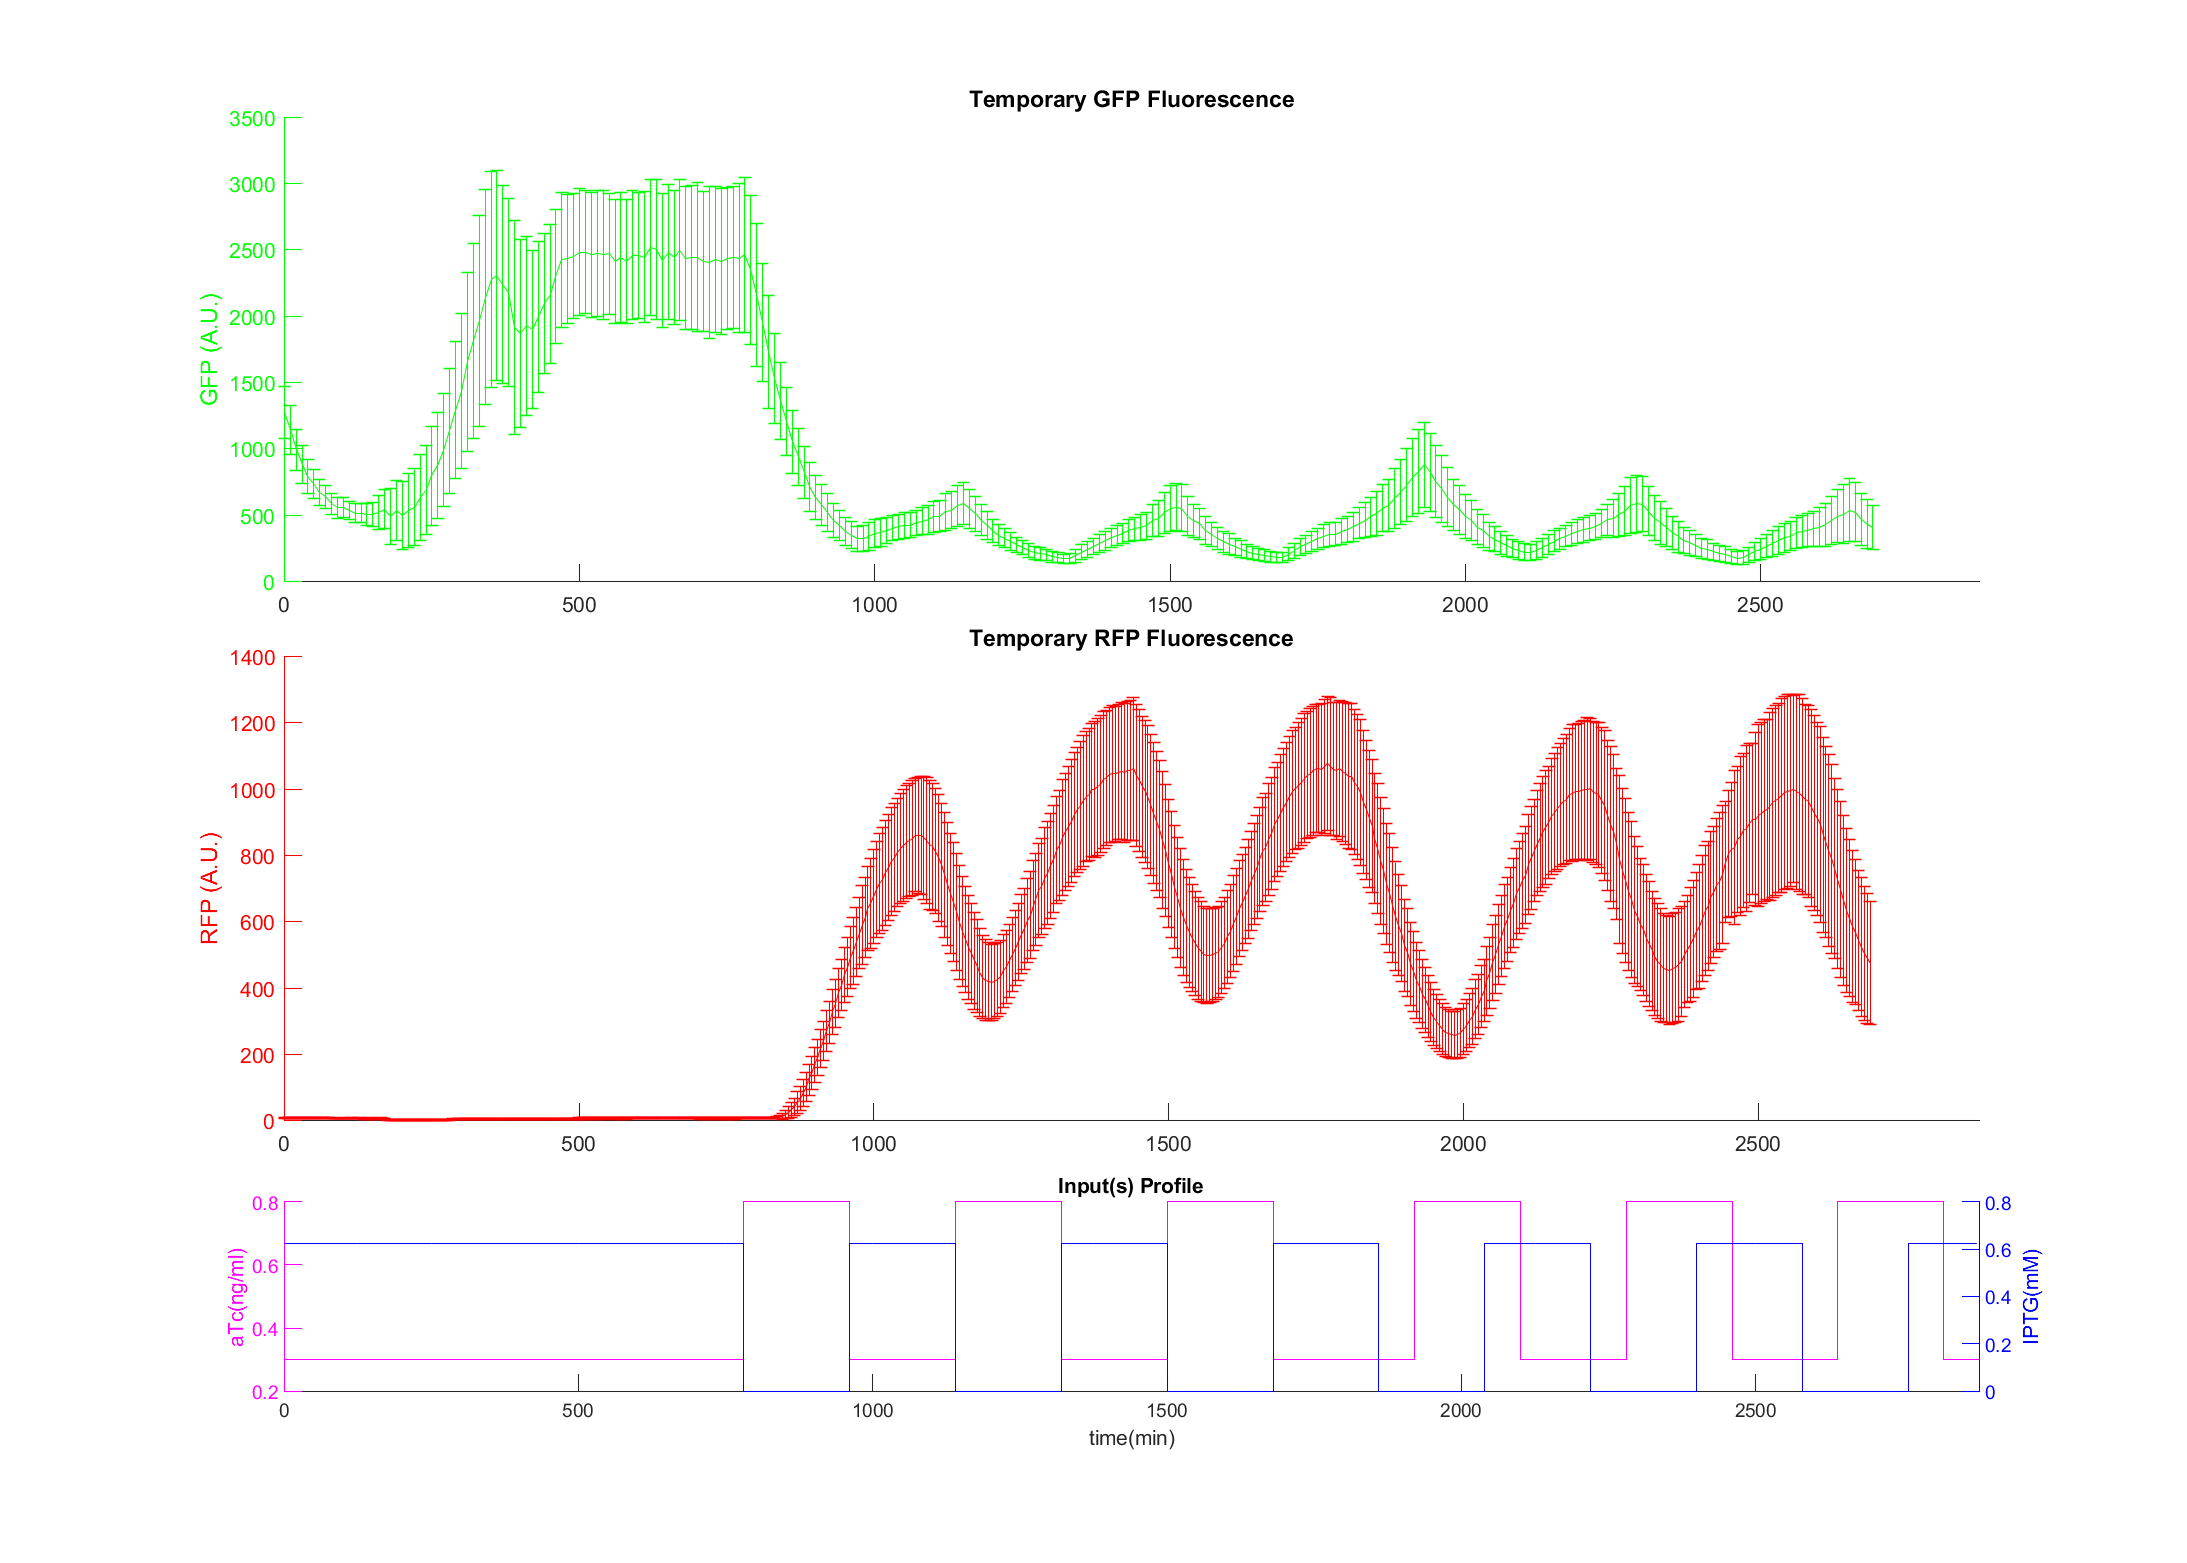 Temporary GFP Fluorescence
3500
3000
2500
2000
1500
1000
500
0
GFP (A.U.)
0 500 1000 1500 2000 2500
Temporary RFP Fluorescence
1400
1200
1000
800
600
400
200
0
RFP (A.U.)
0 500 1000 1500 2000 2500
Input(s) Profile
0.8
0.6
0.4
0.2
aTc(ng/ml)
0.8
0.6
0.4
0.2
0
IPTG(mM)
0 500 1000 1500 2000 2500
time(min)